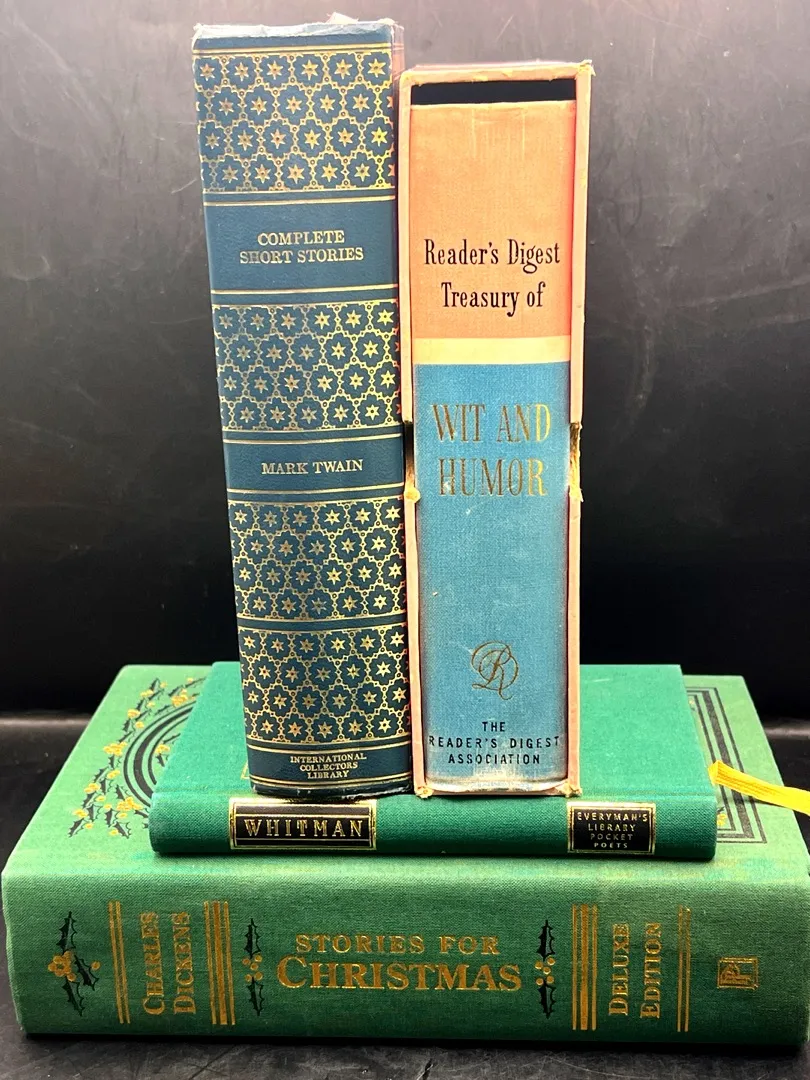 COMPLETE
SHORT STORIES
MARK TWAIN
INTERNATIONAL
COLLECTORS
LIBRARY
Reader's Digest
Treasury of
WIT AND
HUMOR
THE
READER'S DIGEST
ASSOCIATION
WHITMAN
EVERYMAN'S
LIBRARY
POCKET
POETS
CHARLES
DICKENS
STORIES FOR
CHRISTMAS
DELUXE
EDITION